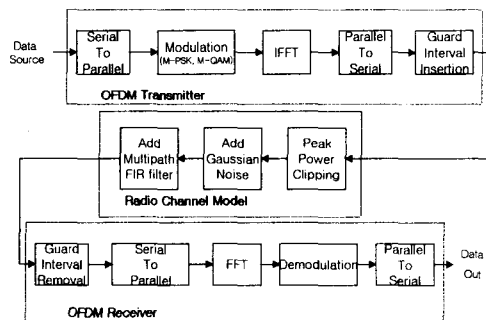 Data
Source
Serial
To
Parallel
Modulation
(M-PSK, M-QAM)
IFFT
Parallel
To
Serial
Guard
Interval
Insertion
OFDM Transmitter
Add
Multipath
FIR filter
Add
Gaussian
Noise
Peak
Power
Clipping
Radio Channel Model
Guard
Interval
Removal
Serial
To
Parallel
FFT
Demodulation
Parallel
To
Serial
Data
Out
OFDM Receiver